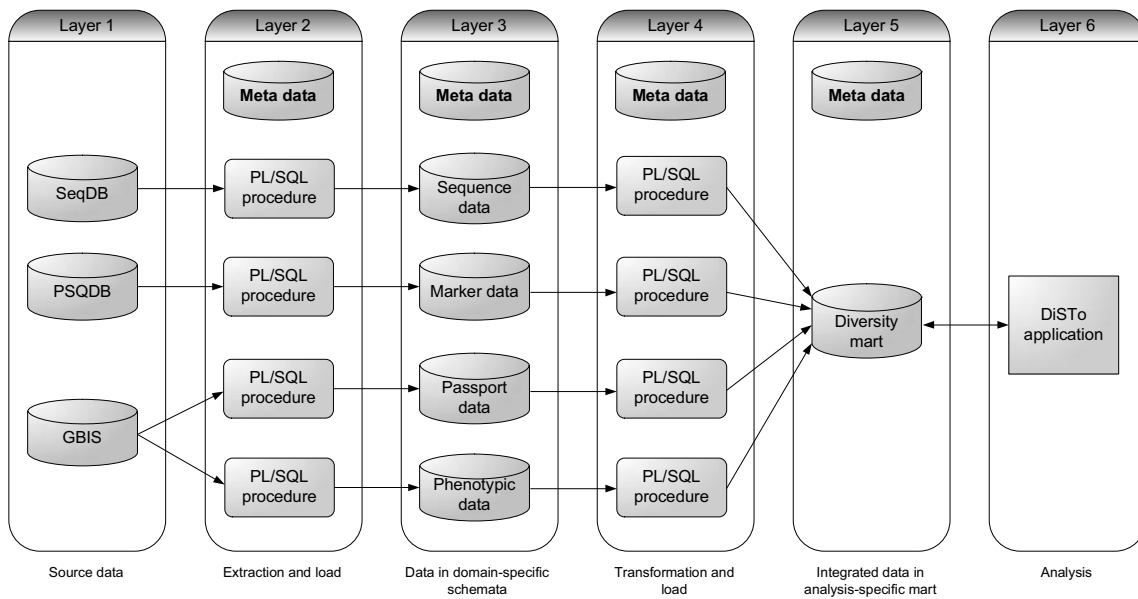 Layer 1
Layer 2
Layer 3
Layer 4
Layer 5
Layer 6
Meta data
Meta data
Meta data
Meta data
SeqDB
PL/SQL
procedure
Sequence
data
PL/SQL
procedure
PSQDB
PL/SQL
procedure
Marker data
PL/SQL
procedure
Diversity
mart
DiSTo
application
GBIS
PL/SQL
procedure
Passport
data
PL/SQL
procedure
PL/SQL
procedure
Phenotypic
data
PL/SQL
procedure
Source data
Extraction and load
Data in domain-specific
schemata
Transformation and
load
Integrated data in
analysis-specific mart
Analysis